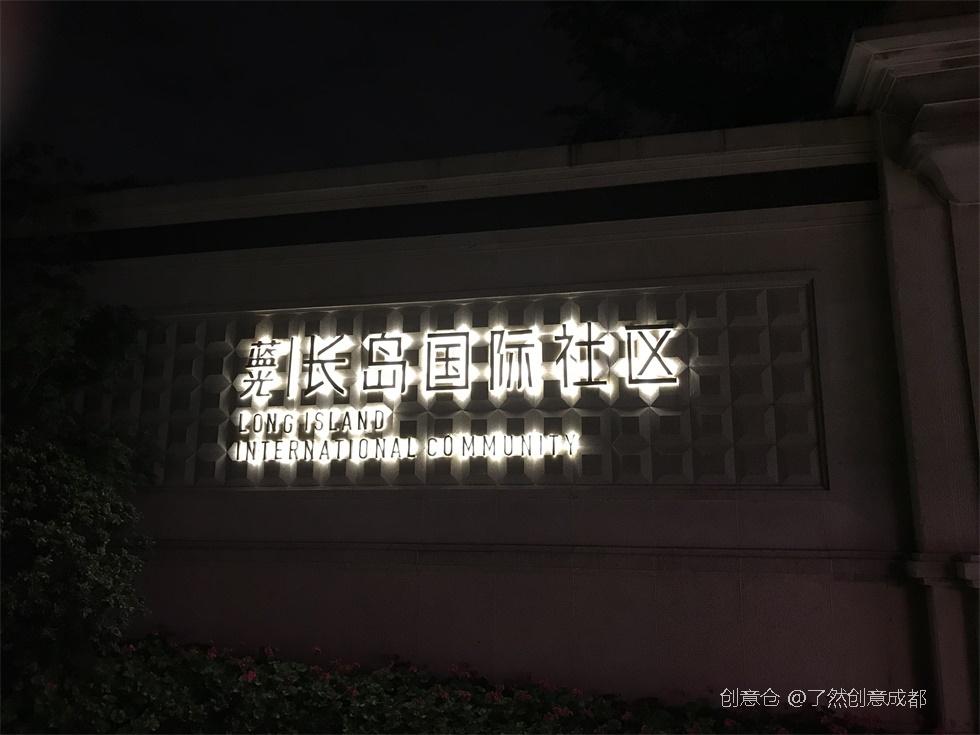 蓝光 | 长岛国际社区
LONG ISLAND
INTERNATIONAL COMMUNITY
创意仓 @了然创意成都